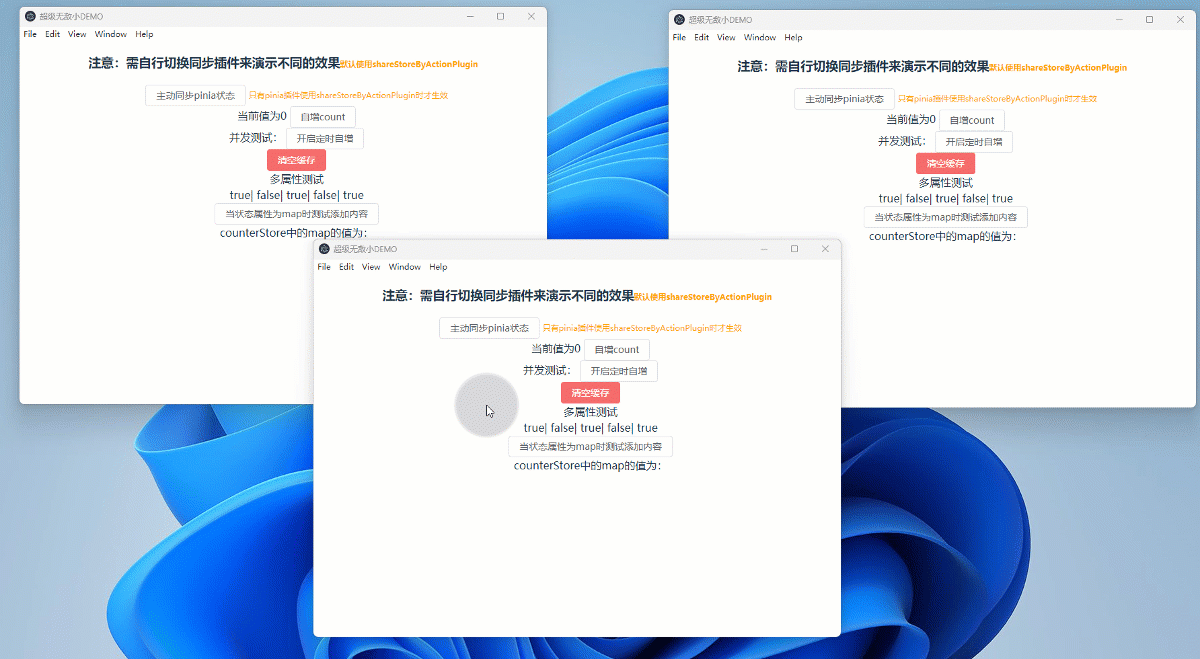 超级无敌小DEMO
File Edit View Window Help
注意：需自行切换同步插件来演示不同的效果默认使用shareStoreByActionPlugin
主动同步pinia状态 只有pinia插件使用shareStoreByActionPlugin时才生效
当前值为0 自增count
并发测试： 开启定时自增
清空缓存
多属性测试
true| false| true| false| true
当状态属性为map时测试添加内容
counterStore中的map的值为：
超级无敌小DEMO
File Edit View Window Help
注意：需自行切换同步插件来演示不同的效果默认使用shareStoreByActionPlugin
主动同步pinia状态 只有pinia插件使用shareStoreByActionPlugin时才生效
当前值为0 自增count
并发测试： 开启定时自增
清空缓存
多属性测试
true| false| true| false| true
当状态属性为map时测试添加内容
counterStore中的map的值为：
超级无敌小DEMO
File Edit View Window Help
注意：需自行切换同步插件来演示不同的效果默认使用shareStoreByActionPlugin
主动同步pinia状态 只有pinia插件使用shareStoreByActionPlugin时才生效
当前值为0 自增count
并发测试： 开启定时自增
清空缓存
多属性测试
true| false| true| false| true
当状态属性为map时测试添加内容
counterStore中的map的值为：